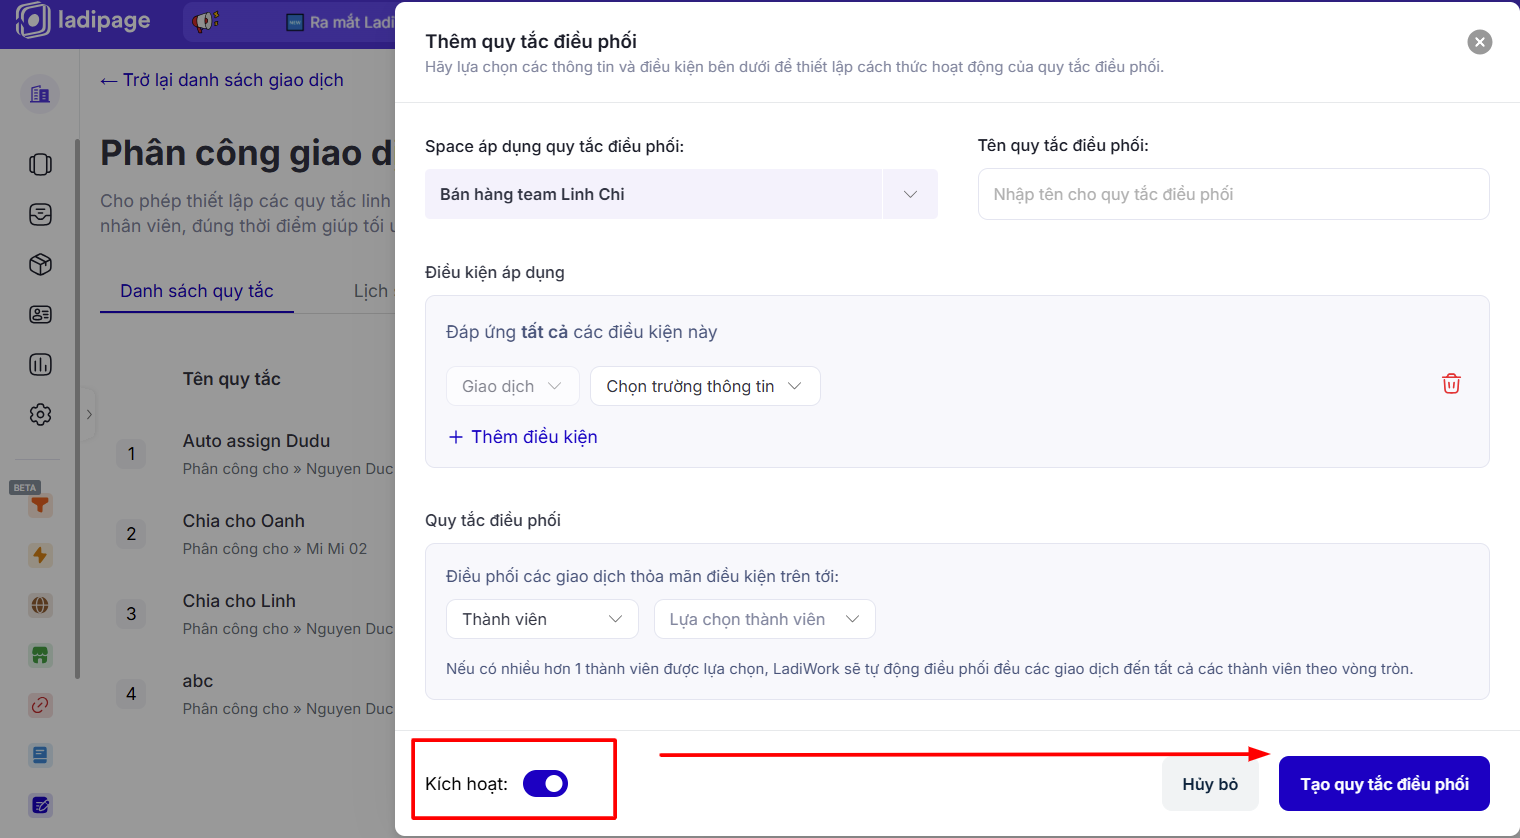 ladipage
NEW
Ra mắt Ladi
← Trở lại danh sách giao dịch
Phân công giao d
Cho phép thiết lập các quy tắc linh
nhân viên, đúng thời điểm giúp tối ư
Danh sách quy tắc
Lịch
Tên quy tắc
1
Auto assign Dudu
Phân công cho » Nguyen Duc
2
Chia cho Oanh
Phân công cho » Mi Mi 02
3
Chia cho Linh
Phân công cho » Nguyen Duc
4
abc
Phân công cho » Nguyen Duc
BETA
Thêm quy tắc điều phối
Hãy lựa chọn các thông tin và điều kiện bên dưới để thiết lập cách thức hoạt động của quy tắc điều phối.
Space áp dụng quy tắc điều phối:
Bán hàng team Linh Chi
Tên quy tắc điều phối:
Nhập tên cho quy tắc điều phối
Điều kiện áp dụng
Đáp ứng tất cả các điều kiện này
Giao dịch
Chọn trường thông tin
+ Thêm điều kiện
Quy tắc điều phối
Điều phối các giao dịch thỏa mãn điều kiện trên tới:
Thành viên
Lựa chọn thành viên
Nếu có nhiều hơn 1 thành viên được lựa chọn, LadiWork sẽ tự động điều phối đều các giao dịch đến tất cả các thành viên theo vòng tròn.
Kích hoạt:
Hủy bỏ
Tạo quy tắc điều phối